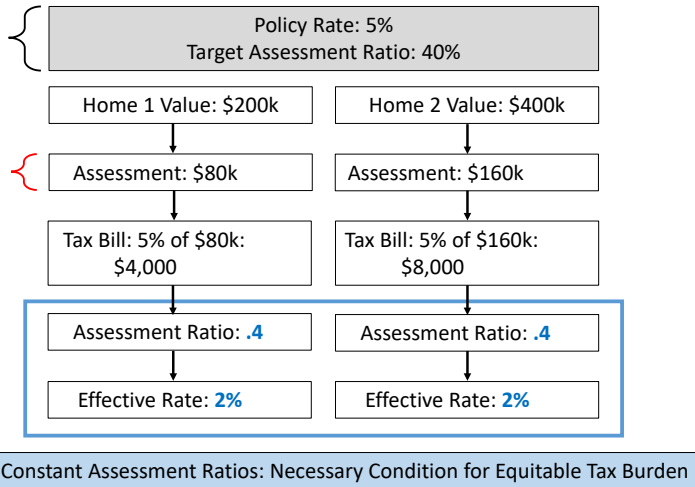 Policy Rate: 5%
Target Assessment Ratio: 40%
Home 1 Value: $200k
Home 2 Value: $400k
Assessment: $80k
Assessment: $160k
Tax Bill: 5% of $80k:
$4,000
Tax Bill: 5% of $160k:
$8,000
Assessment Ratio: .4
Assessment Ratio: .4
Effective Rate: 2%
Effective Rate: 2%
Constant Assessment Ratios: Necessary Condition for Equitable Tax Burden